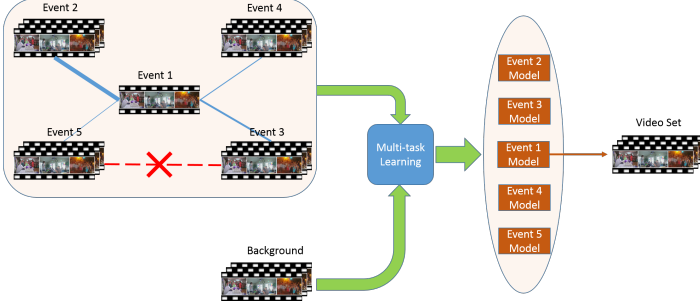 Event 2
Event 4
Event 1
Event 5
Event 3
Background
Multi-task
Learning
Event 2
Model
Event 3
Model
Event 1
Model
Event 4
Model
Event 5
Model
Video Set